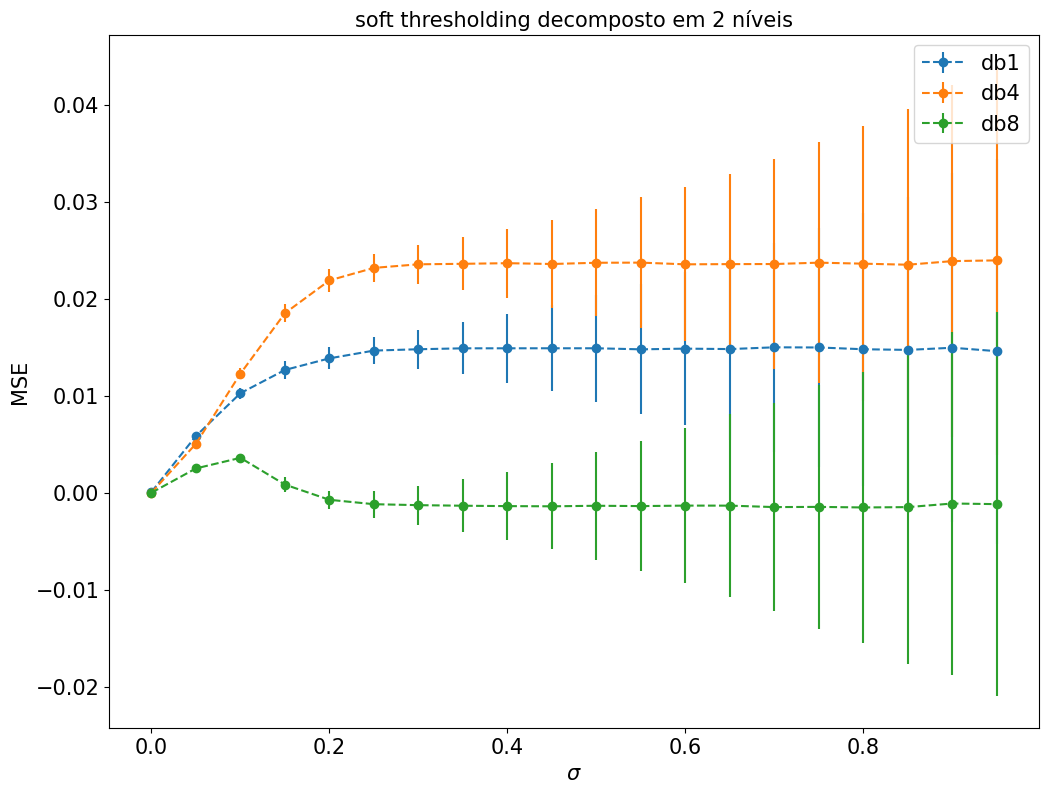 soft thresholding decomposto em 2 níveis
db1
db4
db8
MSE
0.04
0.03
0.02
0.01
0.00
−0.01
−0.02
0.0 0.2 0.4 0.6 0.8
σ